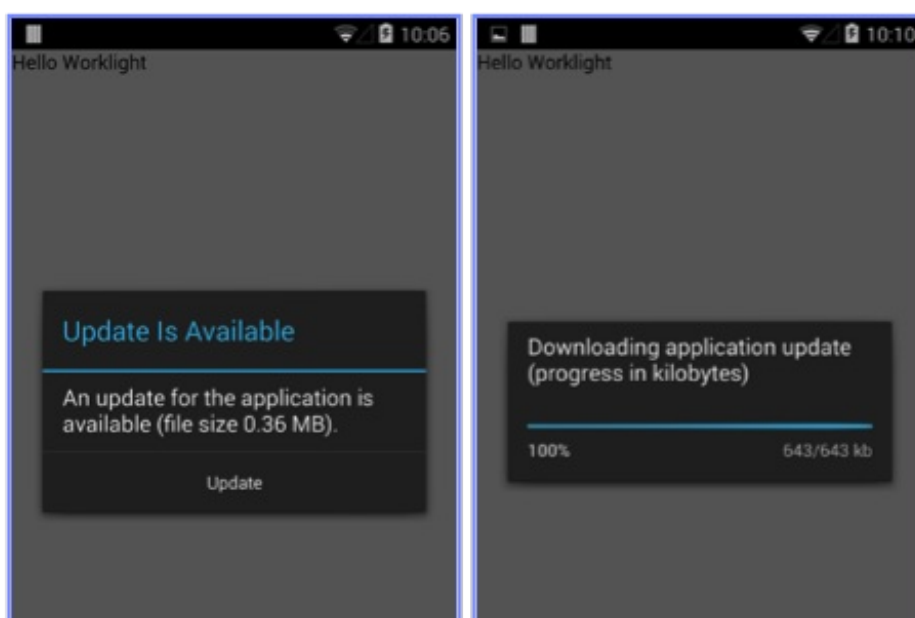 10:06
Hello Worklight
Update Is Available
An update for the application is
available (file size 0.36 MB).
Update
10:10
Hello Worklight
Downloading application update
(progress in kilobytes)
100%
643/643 kb